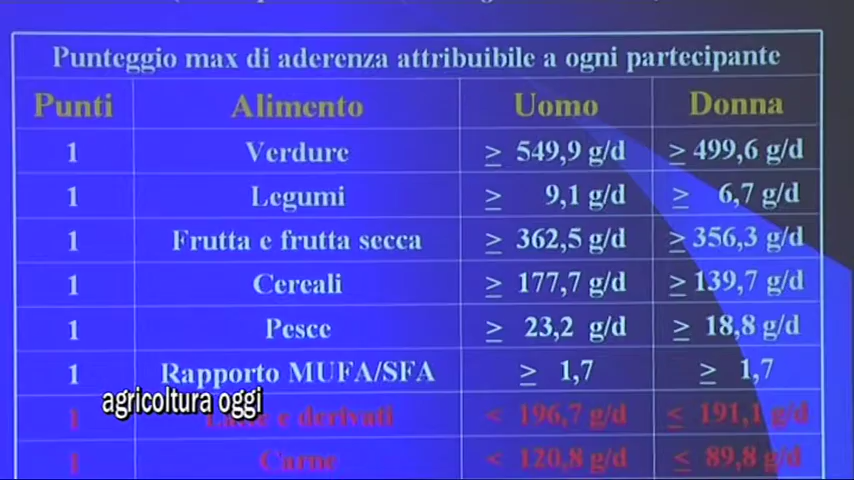 Punteggio max di aderenza attribuibile a ogni partecipante
Punti Alimento Uomo Donna
1 Verdure ≥ 549,9 g/d ≥ 499,6 g/d
1 Legumi ≥ 9,1 g/d ≥ 6,7 g/d
1 Frutta e frutta secca ≥ 362,5 g/d ≥ 356,3 g/d
1 Cereali ≥ 177,7 g/d ≥ 139,7 g/d
1 Pesce ≥ 23,2 g/d ≥ 18,8 g/d
1 Rapporto MUFA/SFA ≥ 1,7 ≥ 1,7
agricoltura oggi
1 Latte e derivati < 196,7 g/d ≤ 191,1 g/d
1 Carne < 120,8 g/d ≤ 89,8 g/d